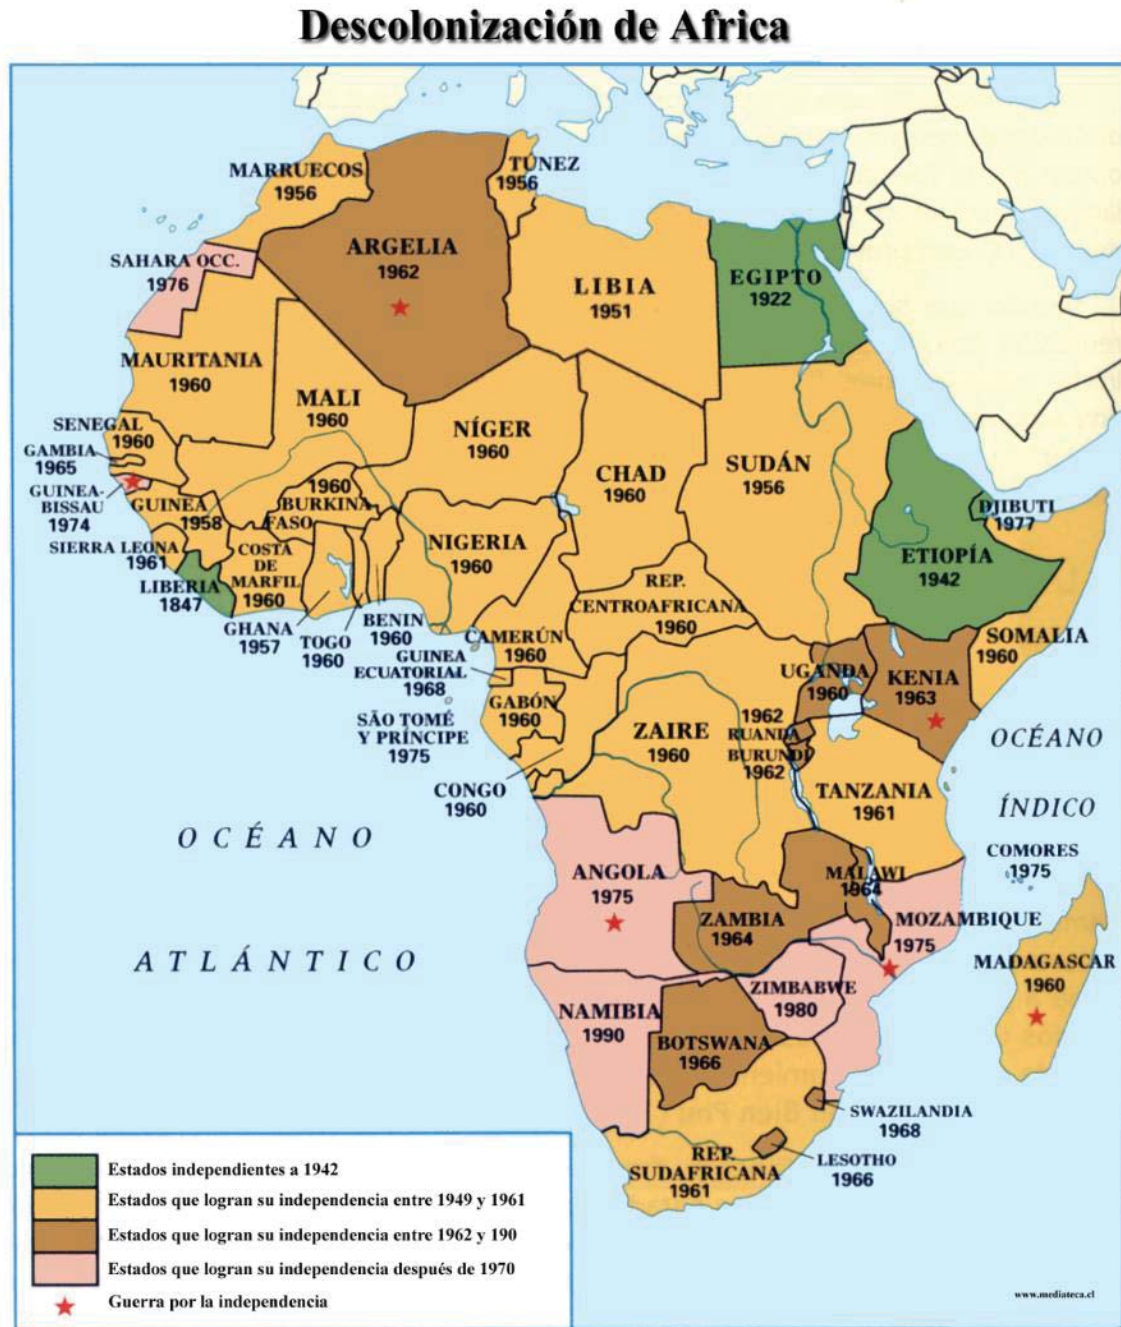 Descolonización de Africa
MARRUECOS
1956
TÚNEZ
1956
ARGELIA
1962
SAHARA OCC.
1976
LIBIA
1951
EGIPTO
1922
MAURITANIA
1960
MALI
1960
NÍGER
1960
CHAD
1960
SUDÁN
1956
SENEGAL
1960
GAMBIA
1965
GUINEA-
BISSAU
1974
GUINEA
1958
1960
BURKINA
FASO
DJIBUTI
1977
ETIOPÍA
1942
SIERRA LEONA
1961
LIBERIA
1847
COSTA
DE
MARFIL
1960
NIGERIA
1960
GHANA
1957
TOGO
1960
BENIN
1960
REP.
CENTROAFRICANA
1960
CAMERÚN
1960
SOMALIA
1960
GUINEA
ECUATORIAL
1968
GABÓN
1960
UGANDA
1960
KENIA
1963
SÃO TOMÉ
Y PRÍNCIPE
1975
ZAIRE
1960
1962
RUANDA
BURUNDI
1962
CONGO
1960
TANZANIA
1961
OCÉANO
ÍNDICO
OCÉANO
ATLÁNTICO
COMORES
1975
ANGOLA
1975
MALAWI
1964
ZAMBIA
1964
MOZAMBIQUE
1975
MADAGASCAR
1960
NAMIBIA
1990
ZIMBABWE
1980
BOTSWANA
1966
SWAZILANDIA
1968
LESOTHO
1966
REP.
SUDAFRICANA
1961
Estados independientes a 1942
Estados que logran su independencia entre 1949 y 1961
Estados que logran su independencia entre 1962 y 190
Estados que logran su independencia después de 1970
Guerra por la independencia
www.mediateca.cl